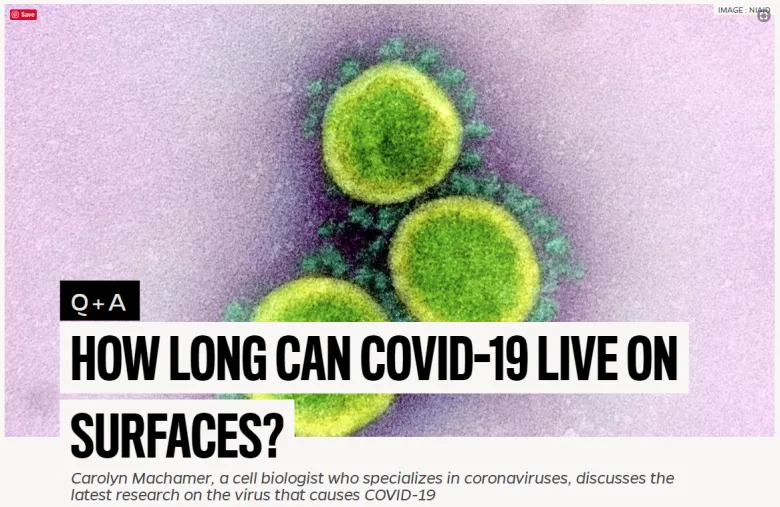 Save
IMAGE : NIAID
Q+A
HOW LONG CAN COVID-19 LIVE ON
SURFACES?
Carolyn Machamer, a cell biologist who specializes in coronaviruses, discusses the
latest research on the virus that causes COVID-19